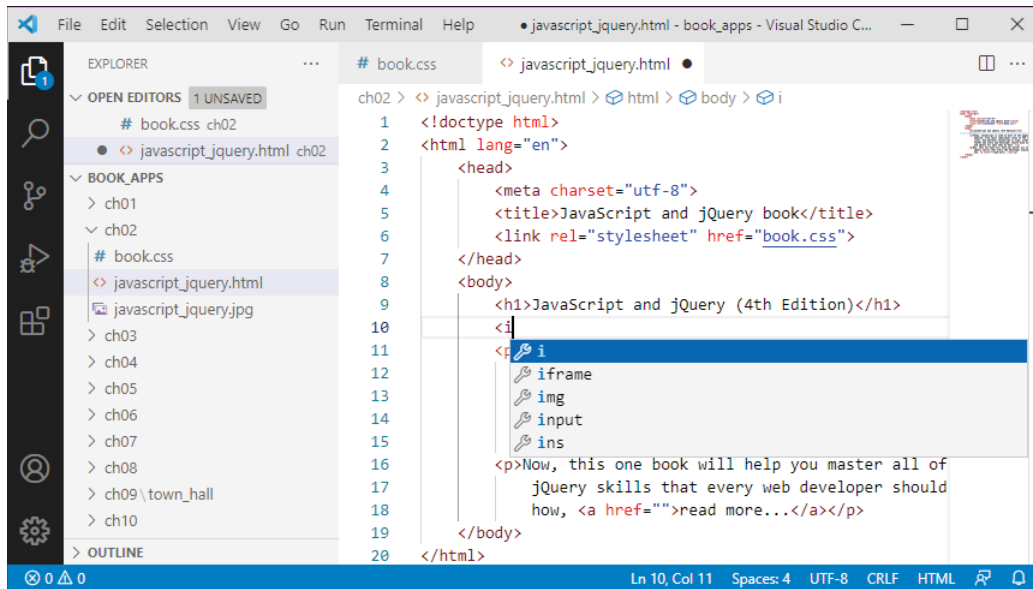 File Edit Selection View Go Run Terminal Help ● javascript_jquery.html - book_apps - Visual Studio C...
EXPLORER ...
1
OPEN EDITORS 1 UNSAVED
# book.css ch02
● <> javascript_jquery.html ch02
BOOK_APPS
> ch01
ch02
# book.css
<> javascript_jquery.html
javascript_jquery.jpg
> ch03
> ch04
> ch05
> ch06
> ch07
> ch08
> ch09\town_hall
> ch10
> OUTLINE
# book.css <> javascript_jquery.html ● ...
ch02 > <> javascript_jquery.html > html > body > i
1 <!doctype html>
2 <html lang="en">
3 <head>
4 <meta charset="utf-8">
5 <title>JavaScript and jQuery book</title>
6 <link rel="stylesheet" href="book.css">
7 </head>
8 <body>
9 <h1>JavaScript and jQuery (4th Edition)</h1>
10 <i
11 <p
12
13
14
15
i
iframe
img
input
ins
16 <p>Now, this one book will help you master all of
17 jQuery skills that every web developer should
18 how, <a href="">read more...</a></p>
19 </body>
20 </html>
0 0 Ln 10, Col 11 Spaces: 4 UTF-8 CRLF HTML